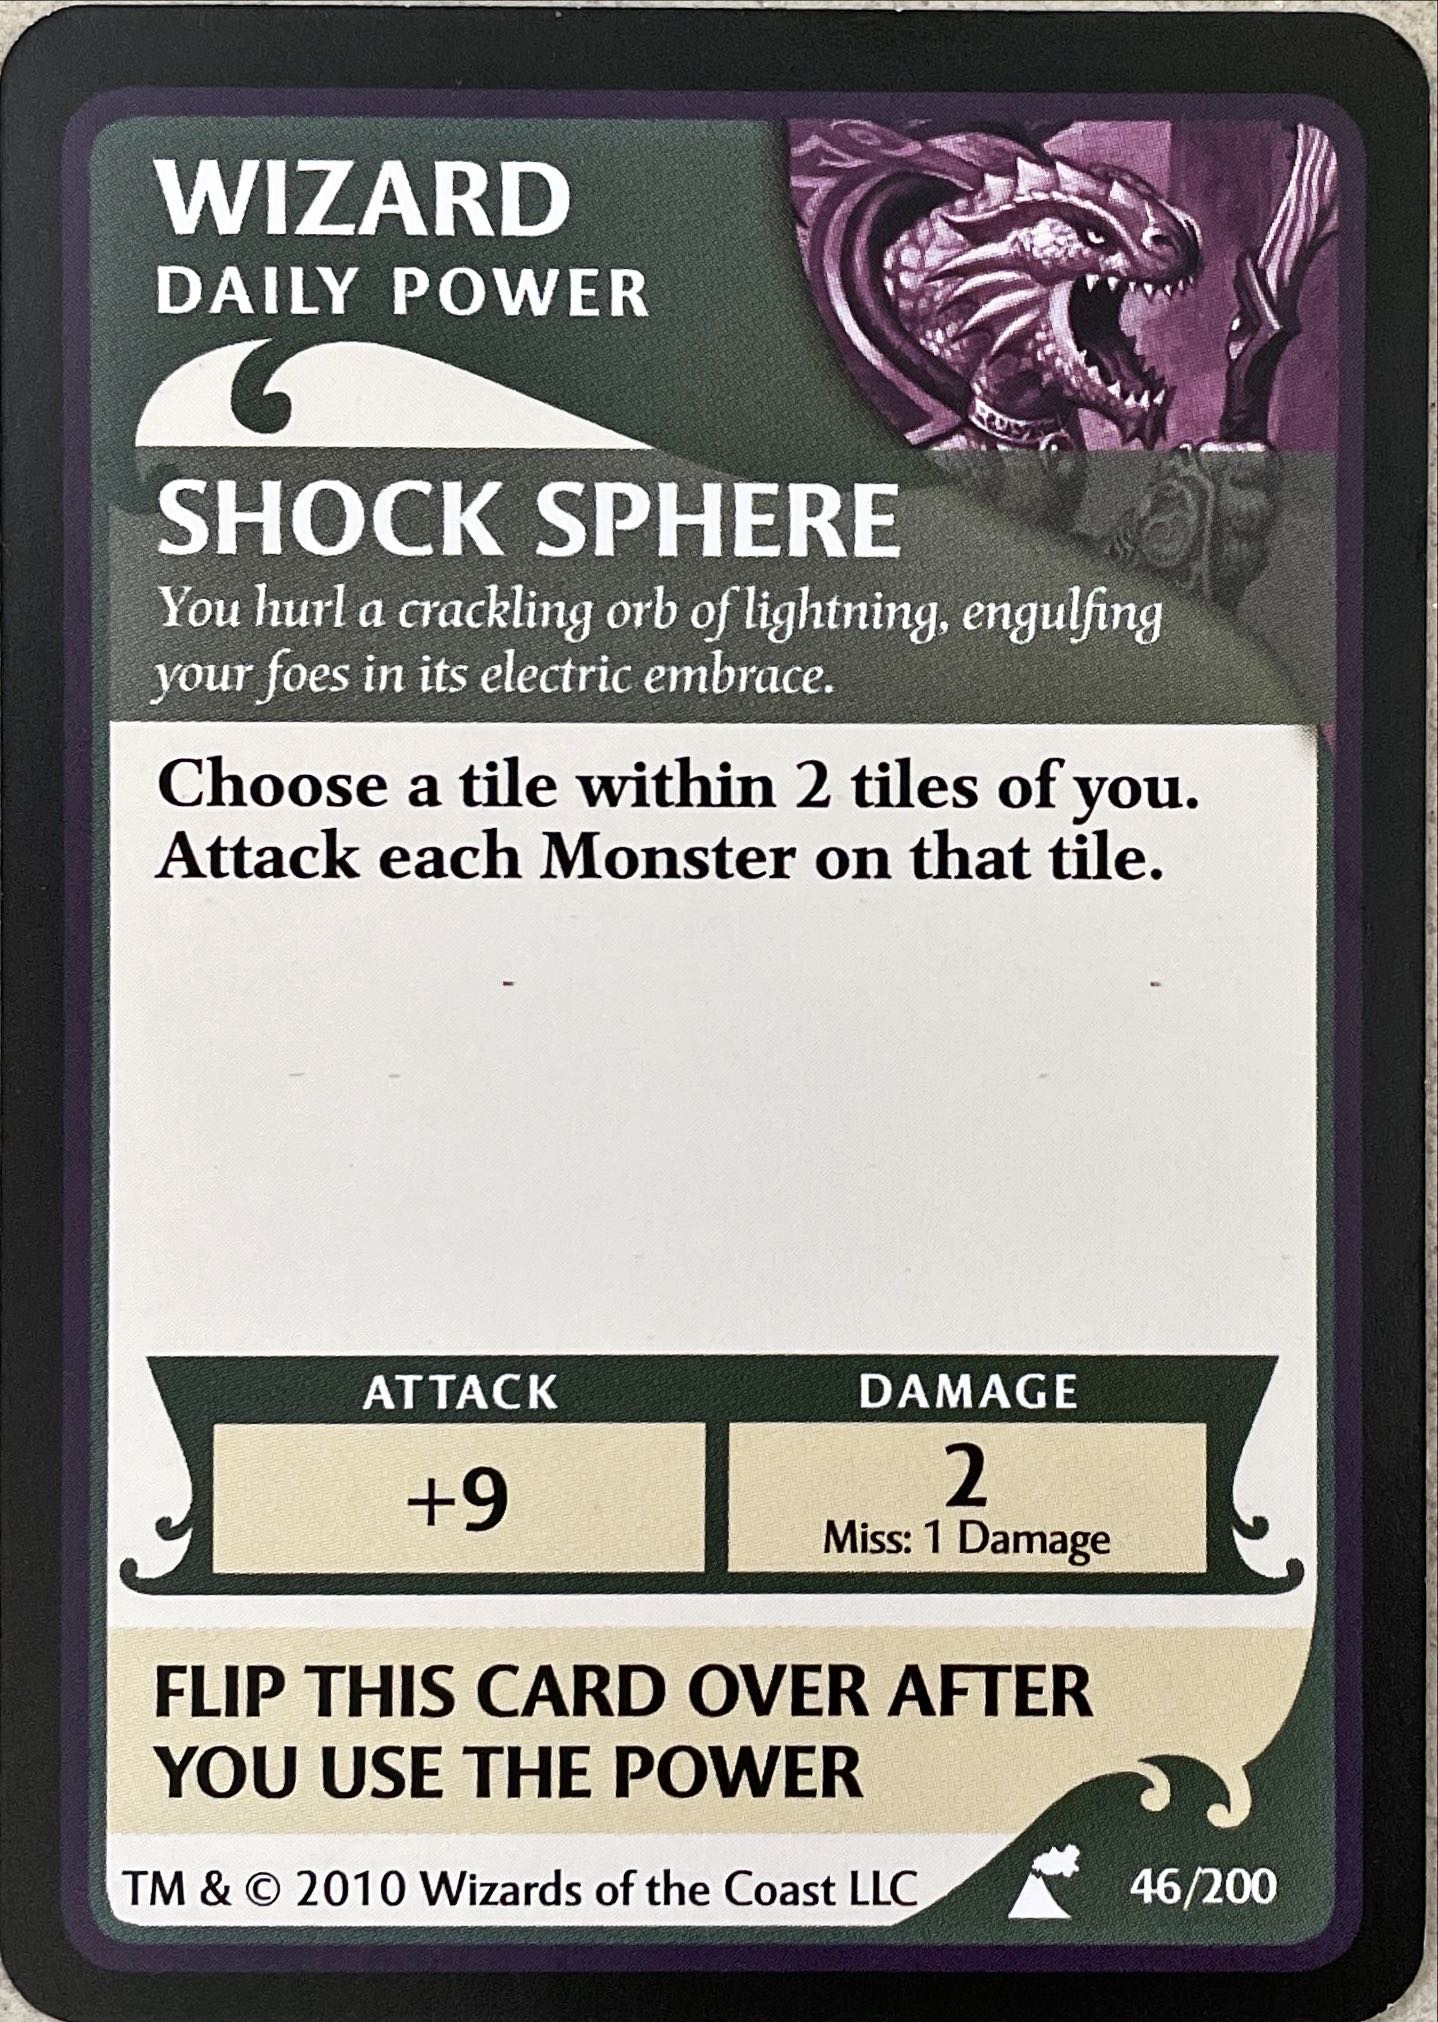 WIZARD
DAILY POWER
SHOCK SPHERE
You hurl a crackling orb of lightning, engulfing
your foes in its electric embrace.
Choose a tile within 2 tiles of you.
Attack each Monster on that tile.
ATTACK
DAMAGE
+9
2
Miss: 1 Damage
FLIP THIS CARD OVER AFTER
YOU USE THE POWER
TM & © 2010 Wizards of the Coast LLC
46/200